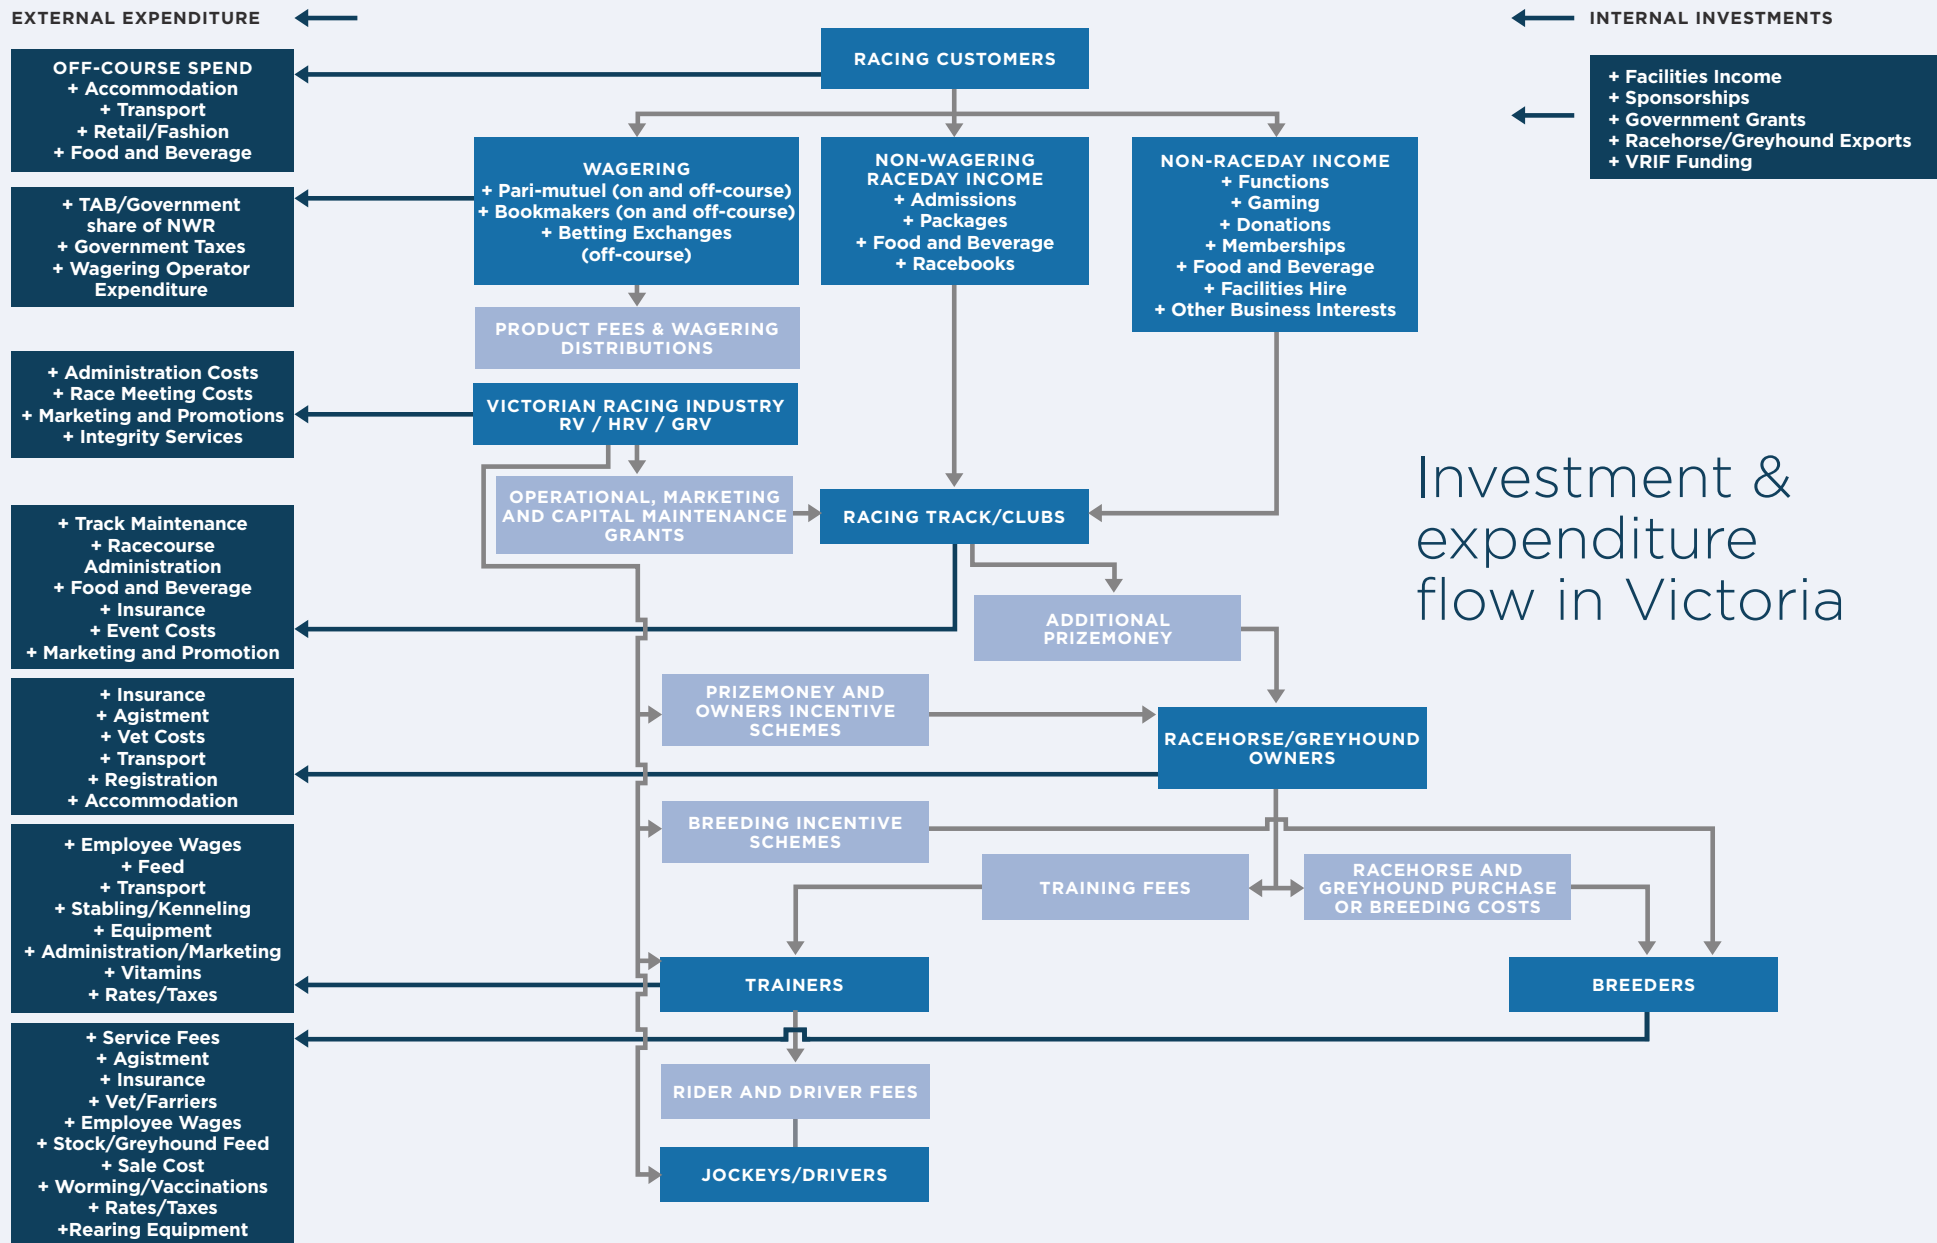 EXTERNAL EXPENDITURE
INTERNAL INVESTMENTS
OFF-COURSE SPEND
+ Accommodation
+ Transport
+ Retail/Fashion
+ Food and Beverage
RACING CUSTOMERS
+ Facilities Income
+ Sponsorships
+ Government Grants
+ Racehorse/Greyhound Exports
+ VRIF Funding
+ TAB/Government
share of NWR
+ Government Taxes
+ Wagering Operator
Expenditure
WAGERING
+ Pari-mutuel (on and off-course)
+ Bookmakers (on and off-course)
+ Betting Exchanges
(off-course)
NON-WAGERING
RACEDAY INCOME
+ Admissions
+ Packages
+ Food and Beverage
+ Racebooks
NON-RACEDAY INCOME
+ Functions
+ Gaming
+ Donations
+ Memberships
+ Food and Beverage
+ Facilities Hire
+ Other Business Interests
PRODUCT FEES & WAGERING
DISTRIBUTIONS
+ Administration Costs
+ Race Meeting Costs
+ Marketing and Promotions
+ Integrity Services
VICTORIAN RACING INDUSTRY
RV / HRV / GRV
OPERATIONAL, MARKETING
AND CAPITAL MAINTENANCE
GRANTS
RACING TRACK/CLUBS
Investment &
expenditure
flow in Victoria
+ Track Maintenance
+ Racecourse
Administration
+ Food and Beverage
+ Insurance
+ Event Costs
+ Marketing and Promotion
ADDITIONAL
PRIZEMONEY
+ Insurance
+ Agistment
+ Vet Costs
+ Transport
+ Registration
+ Accommodation
PRIZEMONEY AND
OWNERS INCENTIVE
SCHEMES
RACEHORSE/GREYHOUND
OWNERS
BREEDING INCENTIVE
SCHEMES
TRAINING FEES
RACEHORSE AND
GREYHOUND PURCHASE
OR BREEDING COSTS
+ Employee Wages
+ Feed
+ Transport
+ Stabling/Kenneling
+ Equipment
+ Administration/Marketing
+ Vitamins
+ Rates/Taxes
TRAINERS
BREEDERS
+ Service Fees
+ Agistment
+ Insurance
+ Vet/Farriers
+ Employee Wages
+ Stock/Greyhound Feed
+ Sale Cost
+ Worming/Vaccinations
+ Rates/Taxes
+Rearing Equipment
RIDER AND DRIVER FEES
JOCKEYS/DRIVERS